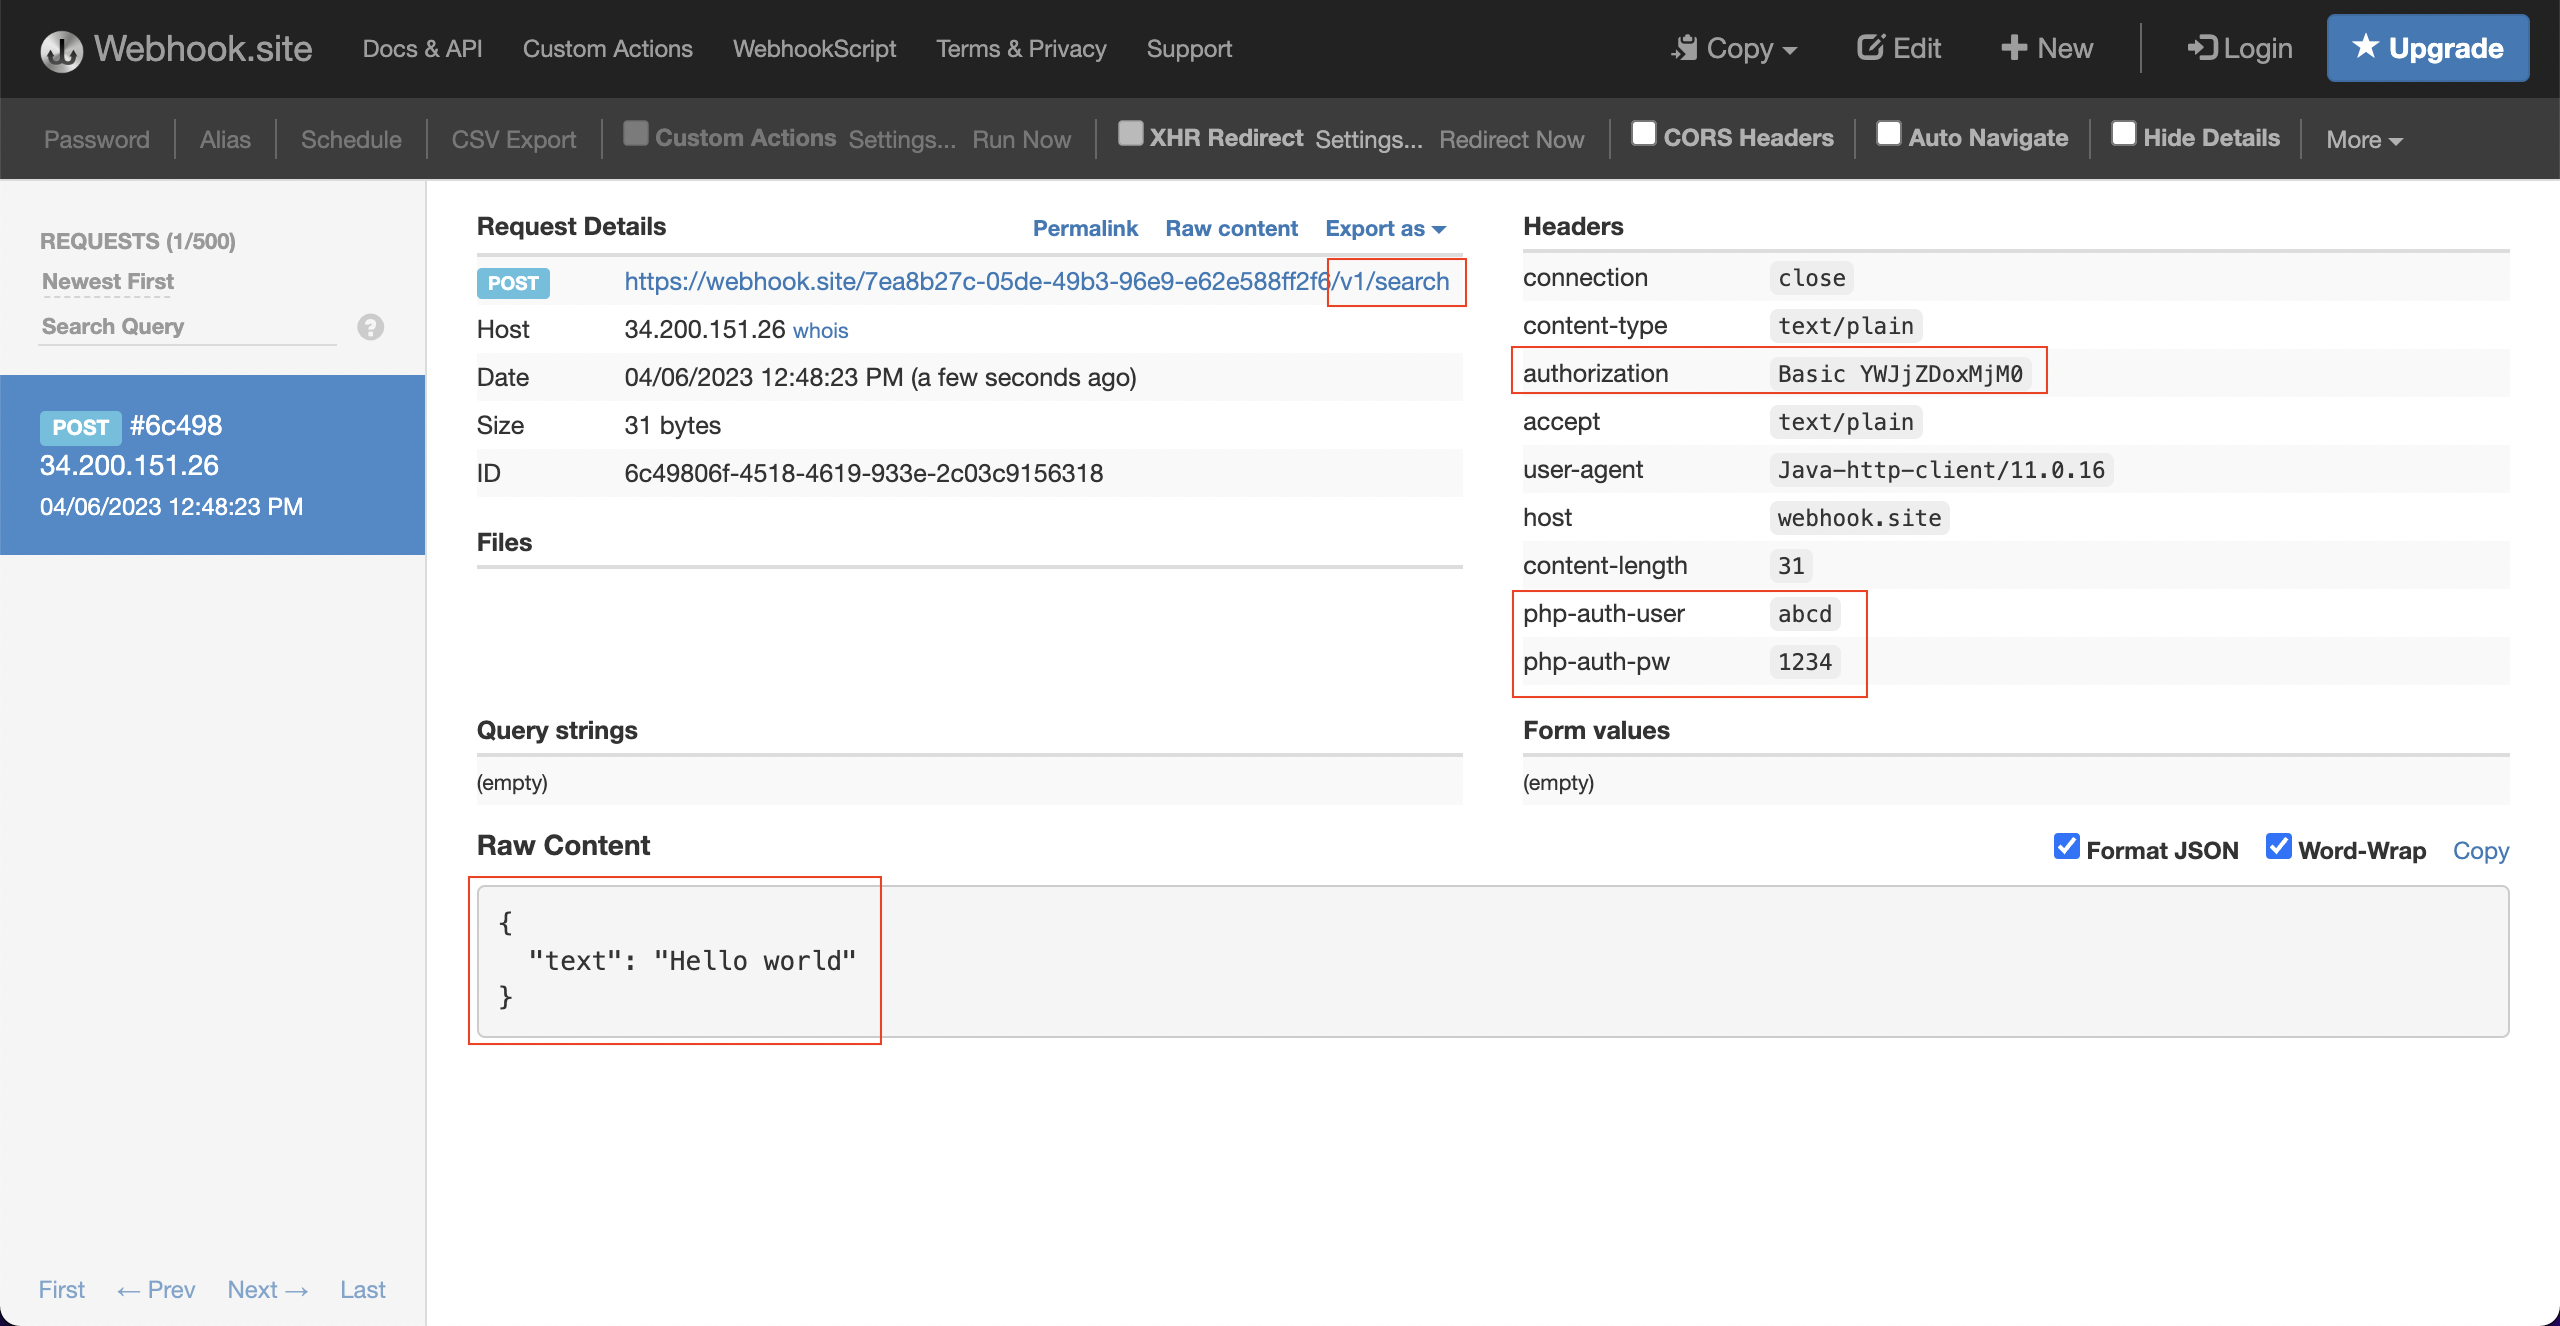 Webhook.site Docs & API Custom Actions WebhookScript Terms & Privacy Support Copy Edit New Login Upgrade
Password Alias Schedule CSV Export Custom Actions Settings... Run Now XHR Redirect Settings... Redirect Now CORS Headers Auto Navigate Hide Details More
REQUESTS (1/500)
Newest First
Search Query
?
POST #6c498
34.200.151.26
04/06/2023 12:48:23 PM
First ← Prev Next → Last
Request Details Permalink Raw content Export as
POST https://webhook.site/7ea8b27c-05de-49b3-96e9-e62e588ff2f6/v1/search
Host 34.200.151.26 whois
Date 04/06/2023 12:48:23 PM (a few seconds ago)
Size 31 bytes
ID 6c49806f-4518-4619-933e-2c03c9156318
Files
Headers
connection close
content-type text/plain
authorization Basic YWJjZDoxMjM0
accept text/plain
user-agent Java-http-client/11.0.16
host webhook.site
content-length 31
php-auth-user abcd
php-auth-pw 1234
Query strings
(empty)
Form values
(empty)
Raw Content Format JSON Word-Wrap Copy
{
"text": "Hello world"
}